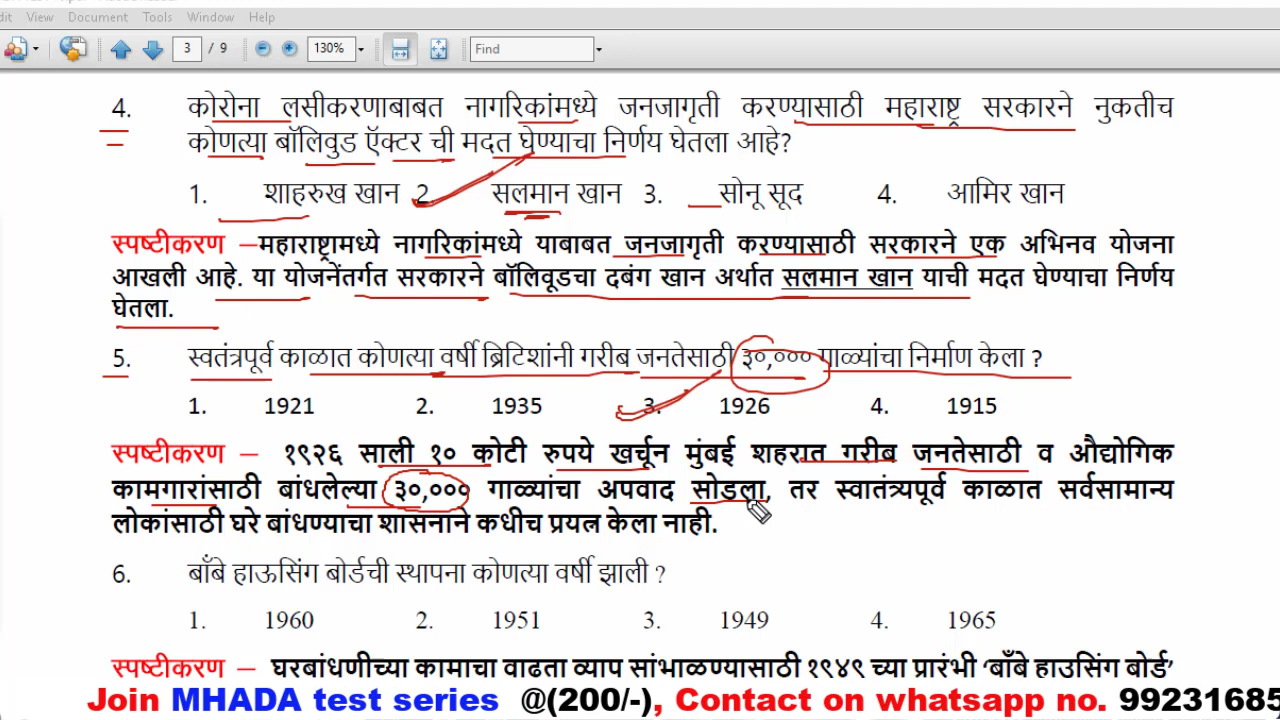 dit View Document Tools Window Help
3 / 9 130% Find
4. कोरोना लसीकरणाबाबत नागरिकांमध्ये जनजागृती करण्यासाठी महाराष्ट्र सरकारने नुकतीच
कोणत्या बॉलिवुड ऍक्टर ची मदत घेण्याचा निर्णय घेतला आहे?
1. शाहरुख खान 2. सलमान खान 3. सोनू सूद 4. आमिर खान
स्पष्टीकरण –महाराष्ट्रामध्ये नागरिकांमध्ये याबाबत जनजागृती करण्यासाठी सरकारने एक अभिनव योजना
आखली आहे. या योजनेंतर्गत सरकारने बॉलिवूडचा दबंग खान अर्थात सलमान खान याची मदत घेण्याचा निर्णय
घेतला.
5. स्वतंत्रपूर्व काळात कोणत्या वर्षी ब्रिटिशांनी गरीब जनतेसाठी ३०,००० गाळ्यांचा निर्माण केला ?
1. 1921 2. 1935 3. 1926 4. 1915
स्पष्टीकरण – १९२६ साली १० कोटी रुपये खर्चून मुंबई शहरात गरीब जनतेसाठी व औद्योगिक
कामगारांसाठी बांधलेल्या ३०,००० गाळ्यांचा अपवाद सोडला, तर स्वातंत्र्यपूर्व काळात सर्वसामान्य
लोकांसाठी घरे बांधण्याचा शासनाने कधीच प्रयत्न केला नाही.
6. बाँबे हाऊसिंग बोर्डची स्थापना कोणत्या वर्षी झाली ?
1. 1960 2. 1951 3. 1949 4. 1965
स्पष्टीकरण – घरबांधणीच्या कामाचा वाढता व्याप सांभाळण्यासाठी १९४९ च्या प्रारंभी ‘बाँबे हाउसिंग बोर्ड’
Join MHADA test series @(200/-), Contact on whatsapp no. 99231685